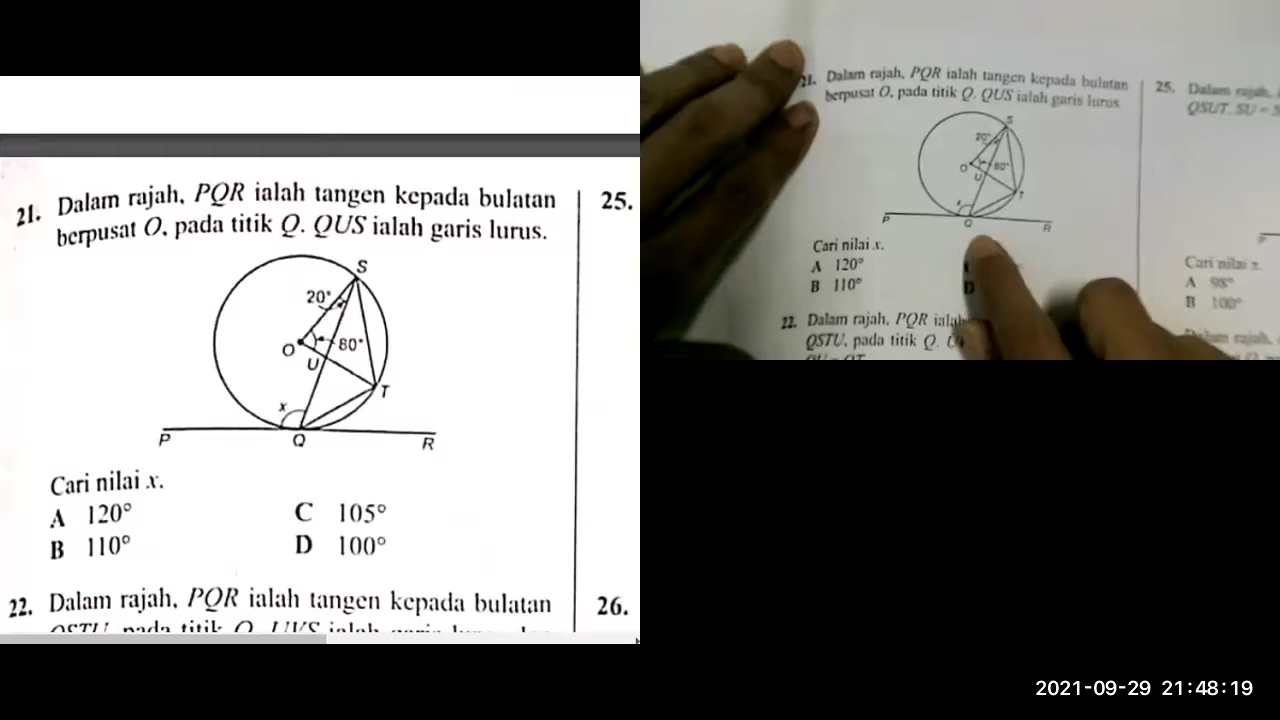 21. Dalam rajah, PQR ialah tangen kepada bulatan
berpusat O, pada titik Q. QUS ialah garis lurus.
S
20°
80°
O
U
T
x
P
Q
R
Cari nilai x.
A 120°
C 105°
B 110°
D 100°
22. Dalam rajah, PQR ialah tangen kepada bulatan
25.
26.
21. Dalam rajah, PQR ialah tangen kepada bulatan
berpusat O, pada titik Q. QUS ialah garis lurus
S
20°
80°
O
U
T
x
P
Q
R
Cari nilai x.
A 120°
B 110°
D
22. Dalam rajah, PQR
QSTU, pada titik Q.
25. Dalam rajah,
QSUT. SU =
P
Cari nilai x
A 98°
B 100°
2021-09-29 21:48:19